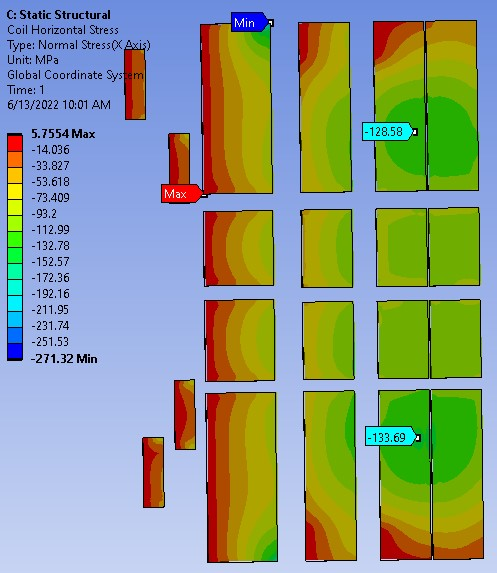 C: Static Structural
Coil Horizontal Stress
Type: Normal Stress(X Axis)
Unit: MPa
Global Coordinate System
Time: 1
6/13/2022 10:01 AM
5.7554 Max
-14.036
-33.827
-53.618
-73.409
-93.2
-112.99
-132.78
-152.57
-172.36
-192.16
-211.95
-231.74
-251.53
-271.32 Min
Min
-128.58
Max
-133.69